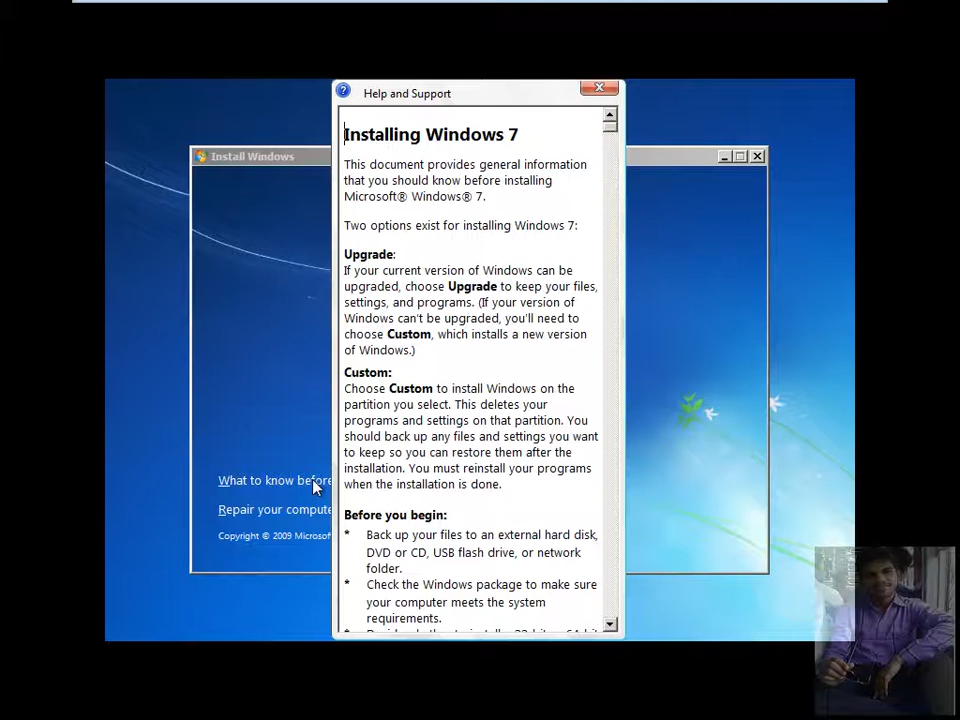 Help and Support
Installing Windows 7
This document provides general information
that you should know before installing
Microsoft® Windows® 7.
Two options exist for installing Windows 7:
Upgrade:
If your current version of Windows can be
upgraded, choose Upgrade to keep your files,
settings, and programs. (If your version of
Windows can't be upgraded, you'll need to
choose Custom, which installs a new version
of Windows.)
Custom:
Choose Custom to install Windows on the
partition you select. This deletes your
programs and settings on that partition. You
should back up any files and settings you want
to keep so you can restore them after the
installation. You must reinstall your programs
when the installation is done.
Before you begin:
* Back up your files to an external hard disk,
DVD or CD, USB flash drive, or network
folder.
* Check the Windows package to make sure
your computer meets the system
requirements.
Install Windows
What to know before
Repair your compute
Copyright © 2009 Microsof